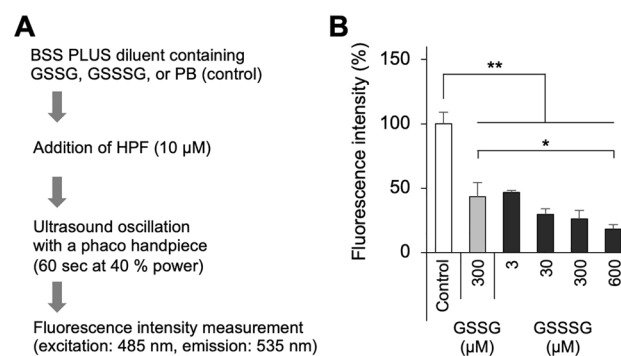 A
BSS PLUS diluent containing
GSSG, GSSSG, or PB (control)
Addition of HPF (10 µM)
Ultrasound oscillation
with a phaco handpiece
(60 sec at 40 % power)
Fluorescence intensity measurement
(excitation: 485 nm, emission: 535 nm)
B
Fluorescence intensity (%)
150
100
50
0
**
*
Control
300
3
30
300
600
GSSG
(µM)
GSSSG
(µM)